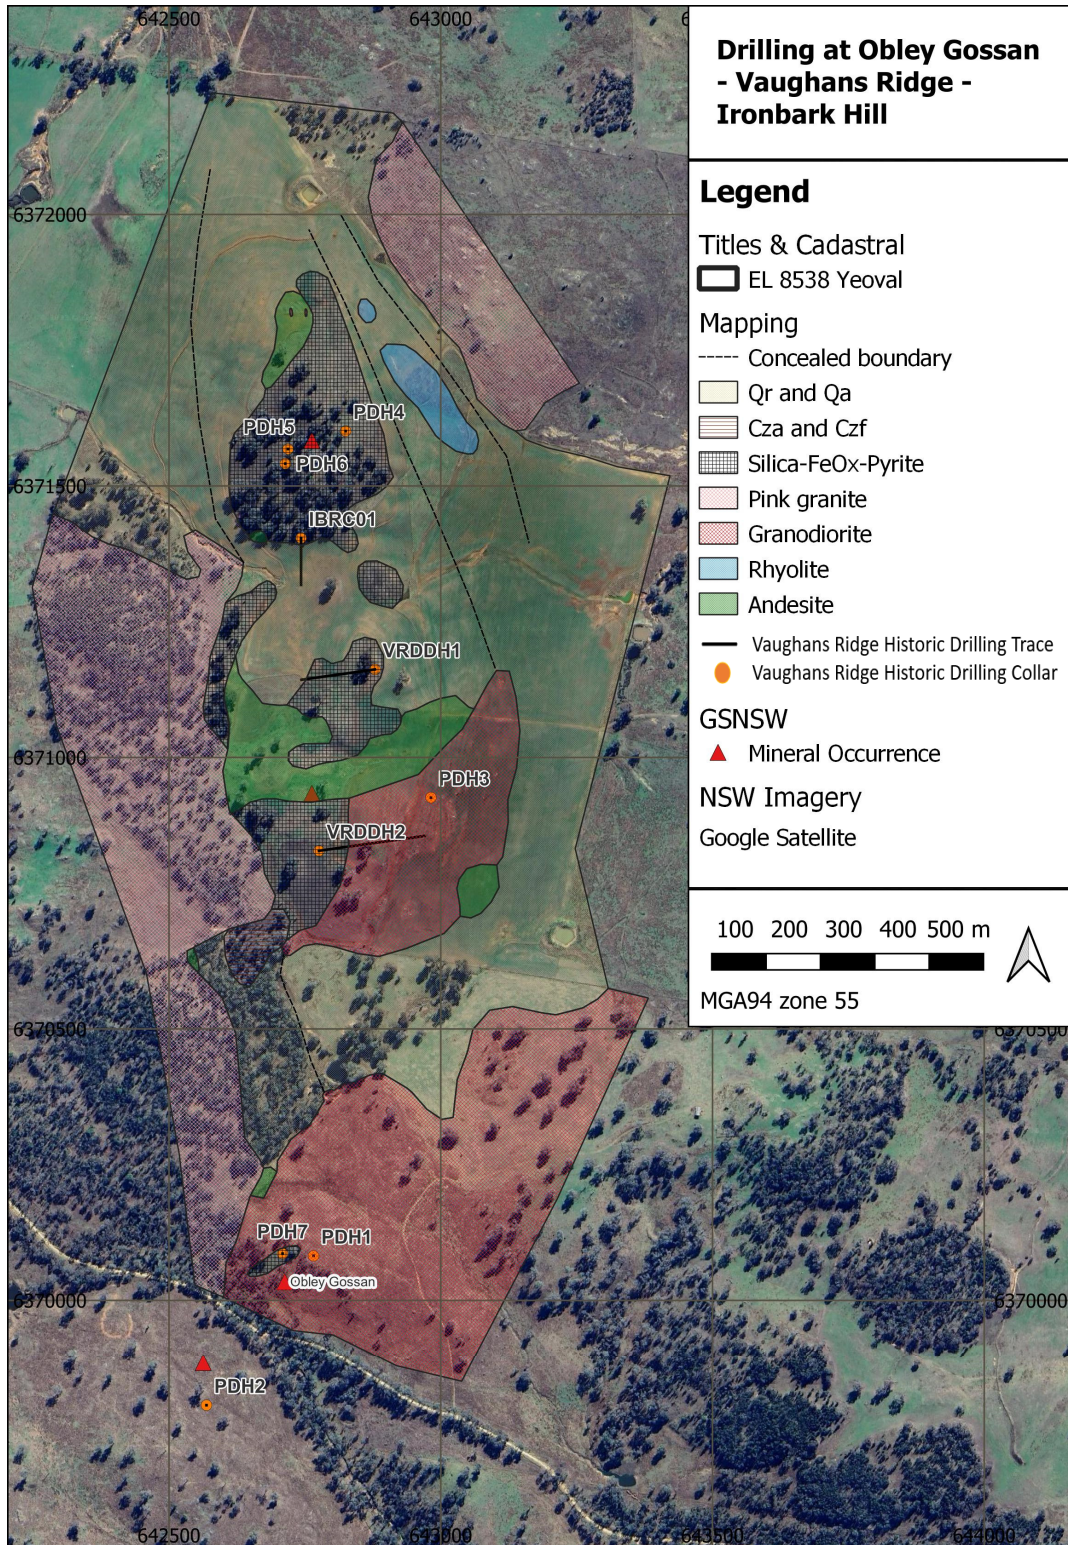 642500
643000
6
Drilling at Obley Gossan
- Vaughans Ridge -
Ironbark Hill
Legend
Titles & Cadastral
EL 8538 Yeoval
Mapping
Concealed boundary
Qr and Qa
Cza and Czf
Silica-FeOx-Pyrite
Pink granite
Granodiorite
Rhyolite
Andesite
Vaughans Ridge Historic Drilling Trace
Vaughans Ridge Historic Drilling Collar
GSNSW
Mineral Occurrence
NSW Imagery
Google Satellite
100 200 300 400 500 m
MGA94 zone 55
6372000
PDH4
PDH5
PDH6
6371500
IBRC01
VRDDH1
6371000
PDH3
VRDDH2
6370500
6370500
PDH7
PDH1
Obley Gossan
6370000
6370000
PDH2
642500
643000
643500
644000